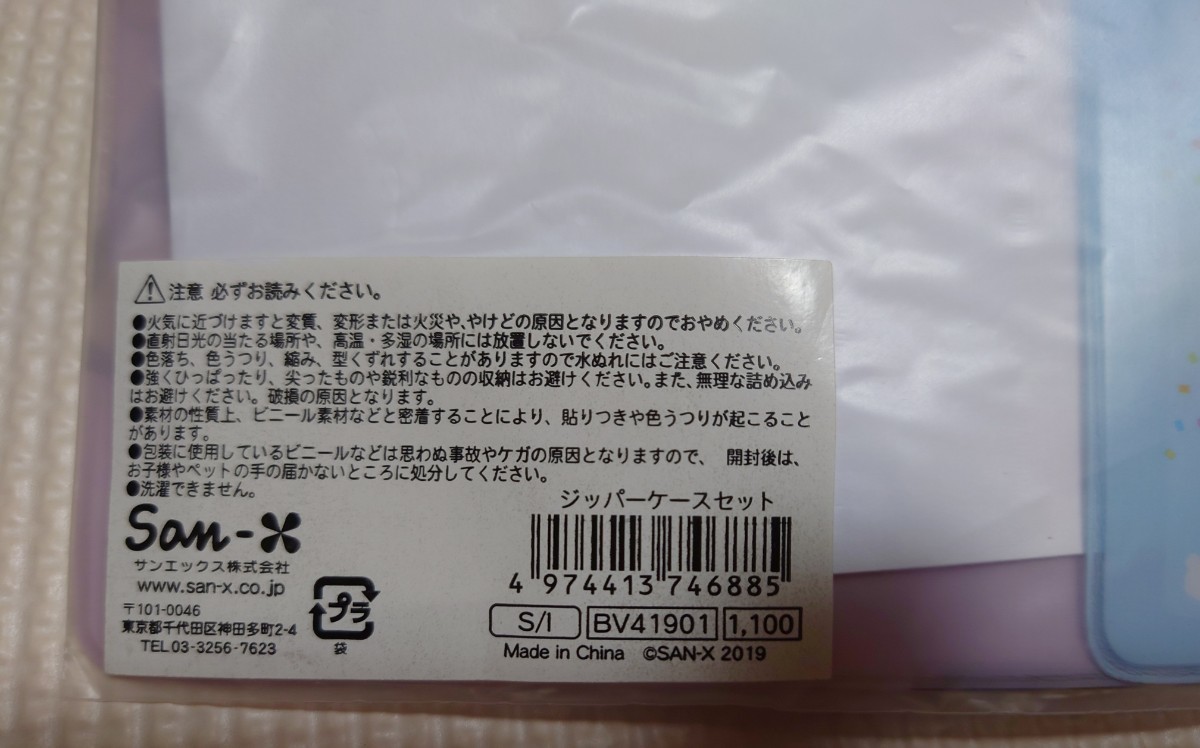 注意 必ずお読みください。
●火気に近づけますと変質、変形または火災や、やけどの原因となりますのでおやめください。
●直射日光の当たる場所や、高温・多湿の場所には放置しないでください。
●色落ち、色うつり、縮み、型くずれすることがありますので水ぬれにはご注意ください。
●強くひっぱったり、尖ったものや鋭利なものの収納はお避けください。また、無理な詰め込み
はお避けください。破損の原因となります。
●素材の性質上、ビニール素材などと密着することにより、貼りつきや色うつりが起こること
があります。
●包装に使用しているビニールなどは思わぬ事故やケガの原因となりますので、 開封後は、
お子様やペットの手の届かないところに処分してください。
●洗濯できません。
ジッパーケースセット
San-X
サンエックス株式会社
www.san-x.co.jp
〒101-0046
東京都千代田区神田多町2-4
TEL 03-3256-7623
プラ
袋
4 974413 746885
S/I BV41901 1,100
Made in China ©SAN-X 2019